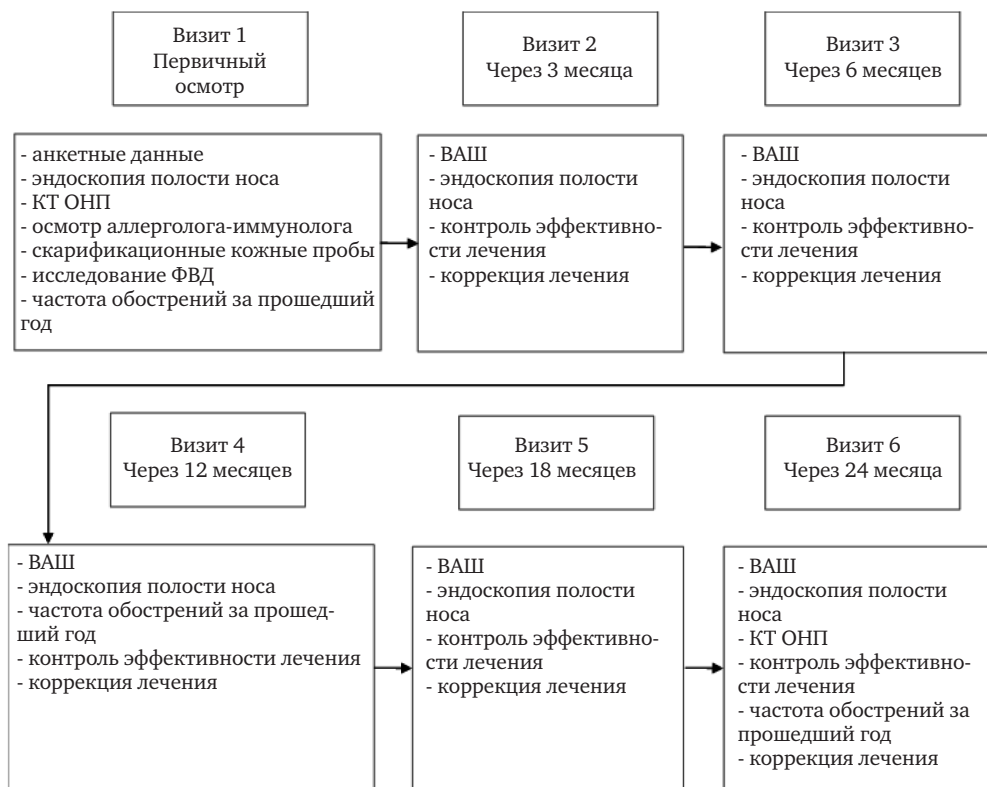 Визит 1
Первичный
осмотр
Визит 2
Через 3 месяца
Визит 3
Через 6 месяцев
- анкетные данные
- эндоскопия полости носа
- КТ ОНП
- осмотр аллерголога-иммунолога
- скарификационные кожные пробы
- исследование ФВД
- частота обострений за прошедший
год
- ВАШ
- эндоскопия полости
носа
- контроль эффективно-
сти лечения
- коррекция лечения
- ВАШ
- эндоскопия полости
носа
- контроль эффективно-
сти лечения
- коррекция лечения
Визит 4
Через 12 месяцев
Визит 5
Через 18 месяцев
Визит 6
Через 24 месяца
- ВАШ
- эндоскопия полости носа
- частота обострений за прошед-
ший год
- контроль эффективности лечения
- коррекция лечения
- ВАШ
- эндоскопия полости
носа
- контроль эффективно-
сти лечения
- коррекция лечения
- ВАШ
- эндоскопия полости
носа
- КТ ОНП
- контроль эффективно-
сти лечения
- частота обострений за
прошедший год
- коррекция лечения